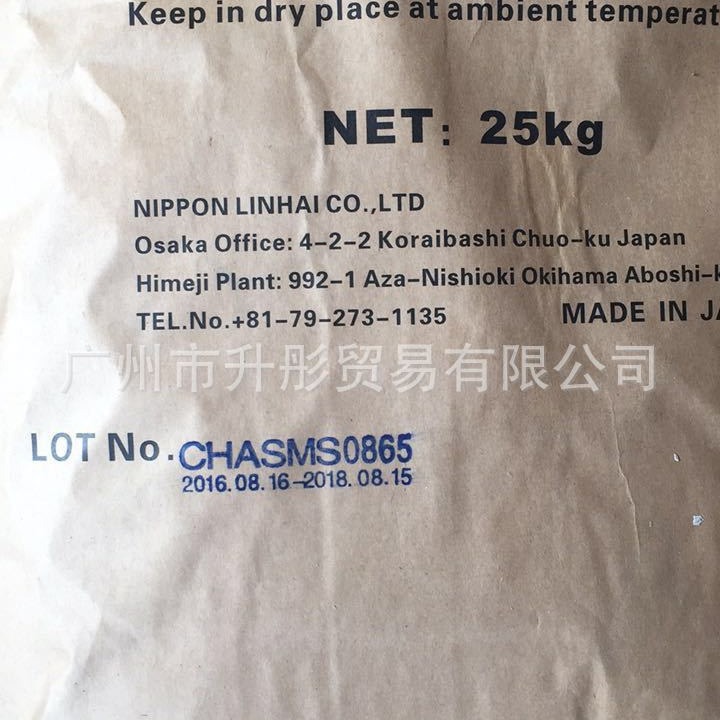 Keep in dry place at ambient temperat
NET: 25kg
NIPPON LINHAI CO.,LTD
Osaka Office: 4-2-2 Koraibashi Chuo-ku Japan
Himeji Plant: 992-1 Aza-Nishioki Okihama Aboshi-k
TEL.No.+81-79-273-1135 MADE IN JA
广州市升彤贸易有限公司
LOT No. CHASMS0865
2016.08.16-2018.08.15